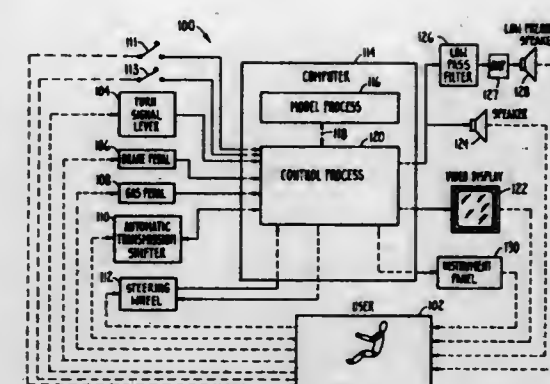 100
111
113
104
TURN
SIGNAL
LEVER
106
BRAKE PEDAL
108
GAS PEDAL
110
AUTOMATIC
TRANSMISSION
SHIFTER
112
STEERING
WHEEL
114
COMPUTER
116
MODEL PROCESS
118
120
CONTROL PROCESS
126
LOW
PASS
FILTER
127
LOW
SPEAKE
128
SPEAKER
124
VIDEO DISPLAY
122
130
INSTRUMENT
PANEL
USER
102